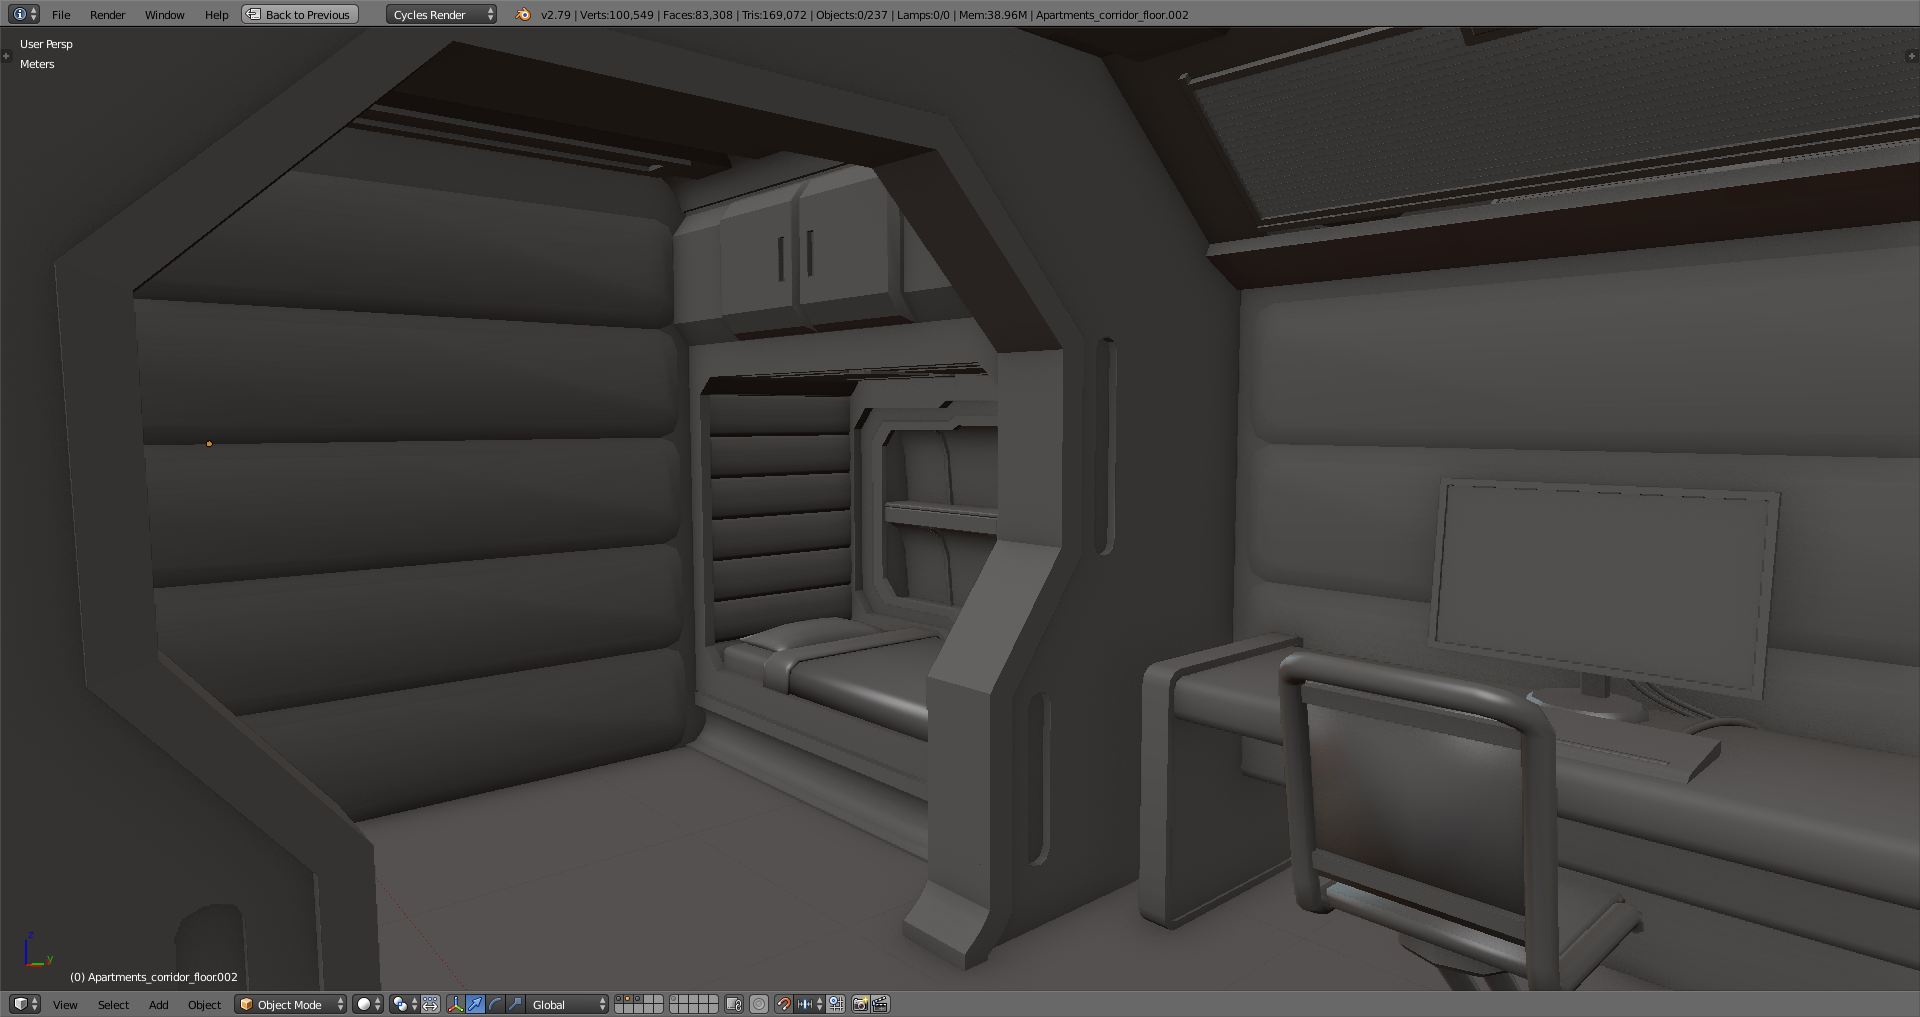 File Render Window Help Back to Previous Cycles Render v2.79 | Verts:100,549 | Faces:83,308 | Tris:169,072 | Objects:0/237 | Lamps:0/0 | Mem:38.96M | Apartments_corridor_floor.002
User Persp
Meters
z
y
(0) Apartments_corridor_floor.002
View Select Add Object Object Mode Global